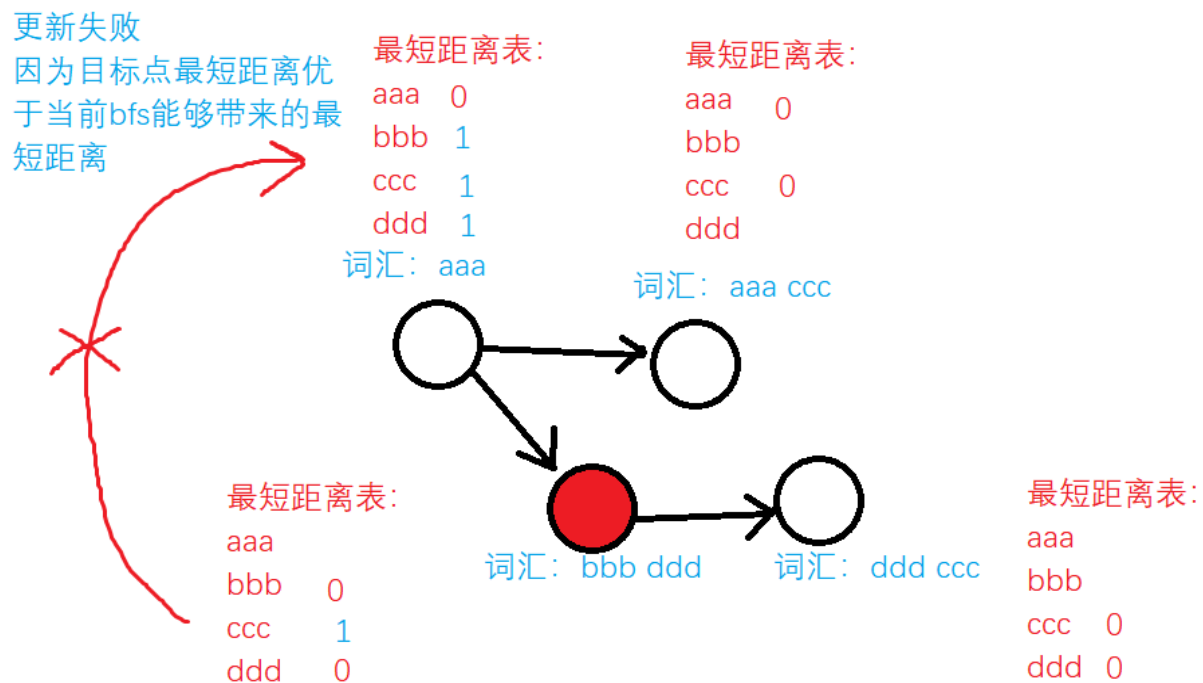 更新失败
因为目标点最短距离优
于当前bfs能够带来的最
短距离
最短距离表：
aaa 0
bbb 1
ccc 1
ddd 1
词汇：aaa
最短距离表：
aaa 0
bbb
ccc 0
ddd
词汇：aaa ccc
最短距离表：
aaa
bbb 0
ccc 1
ddd 0
词汇：bbb ddd
词汇：ddd ccc
最短距离表：
aaa
bbb
ccc 0
ddd 0